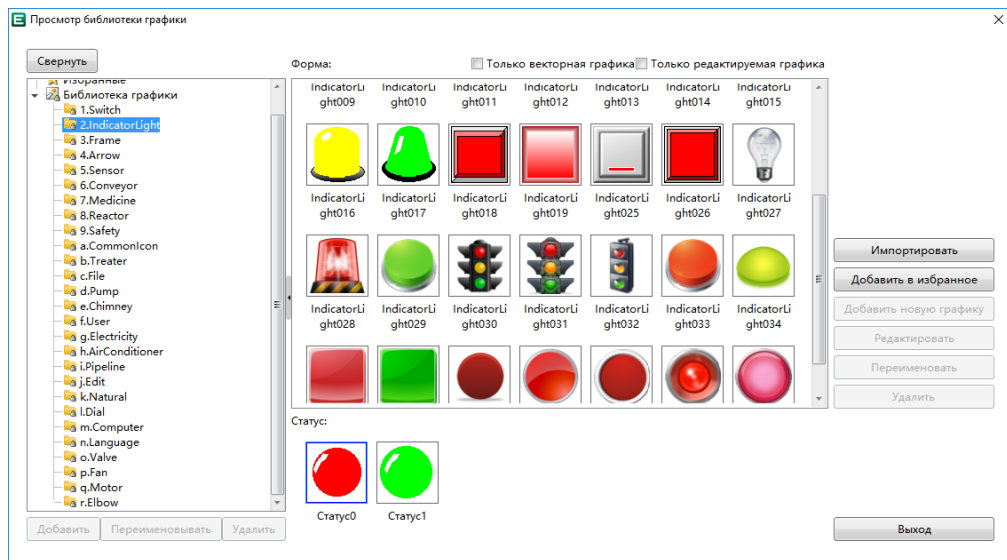 E Просмотр библиотеки графики
Свернуть
Форма:
Только векторная графика
Только редактируемая графика
Избранные
Библиотека графики
1.Switch
2.IndicatorLight
3.Frame
4.Arrow
5.Sensor
6.Conveyor
7.Medicine
8.Reactor
9.Safety
a.CommonIcon
b.Treater
c.File
d.Pump
e.Chimney
f.User
g.Electricity
h.AirConditioner
i.Pipeline
j.Edit
k.Natural
l.Dial
m.Computer
n.Language
o.Valve
p.Fan
q.Motor
r.Elbow
Добавить Переименовывать Удалить
IndicatorLi IndicatorLi IndicatorLi IndicatorLi IndicatorLi IndicatorLi IndicatorLi
ght009 ght010 ght011 ght012 ght013 ght014 ght015
IndicatorLi IndicatorLi IndicatorLi IndicatorLi IndicatorLi IndicatorLi IndicatorLi
ght016 ght017 ght018 ght019 ght025 ght026 ght027
IndicatorLi IndicatorLi IndicatorLi IndicatorLi IndicatorLi IndicatorLi IndicatorLi
ght028 ght029 ght030 ght031 ght032 ght033 ght034
Статус:
Статус0 Статус1
Импортировать
Добавить в избранное
Добавить новую графику
Редактировать
Переименовать
Удалить
Выход